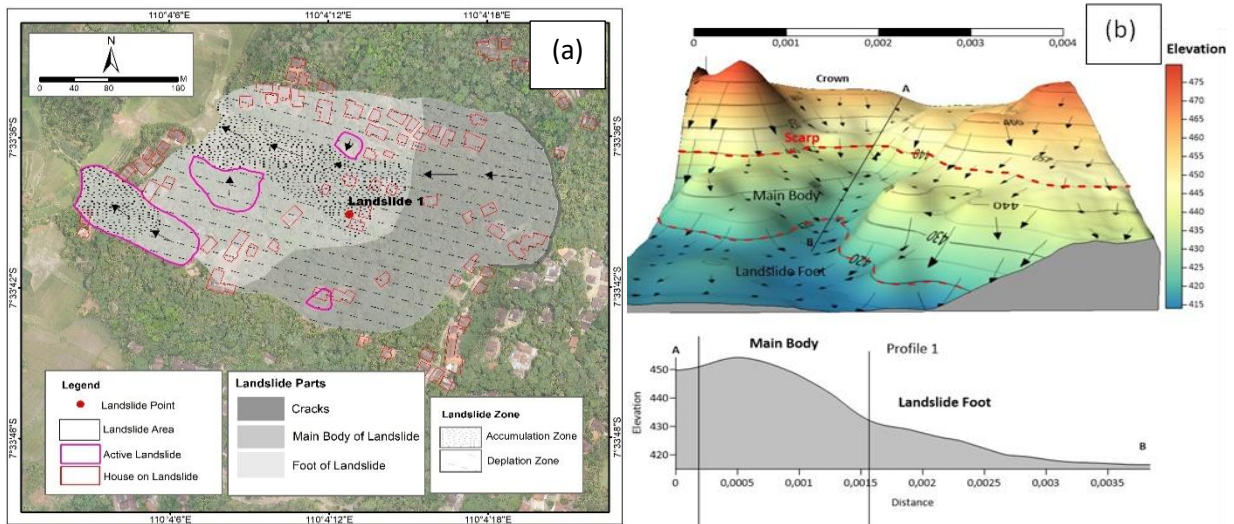 110°4'6"E
110°4'12"E
110°4'18"E
N
M
0
40
80
160
(a)
7°33'36"S
7°33'36"S
Landslide 1
7°33'42"S
7°33'42"S
7°33'48"S
7°33'48"S
Legend
Landslide Point
Landslide Area
Active Landslide
House on Landslide
Landslide Parts
Cracks
Main Body of Landslide
Foot of Landslide
Landslide Zone
Accumulation Zone
Deplation Zone
110°4'6"E
110°4'12"E
110°4'18"E
0
0,001
0,002
0,003
0,004
(b)
Elevation
475
470
465
460
455
450
445
440
435
430
425
420
415
Crown
A
460
Scarp
448
450
Main Body
440
B
430
420
Landslide Foot
A
Main Body
Profile 1
Landslide Foot
B
Elevation
450
440
430
420
0
0,0005
0,001
0,0015
0,002
0,0025
0,003
0,0035
Distance